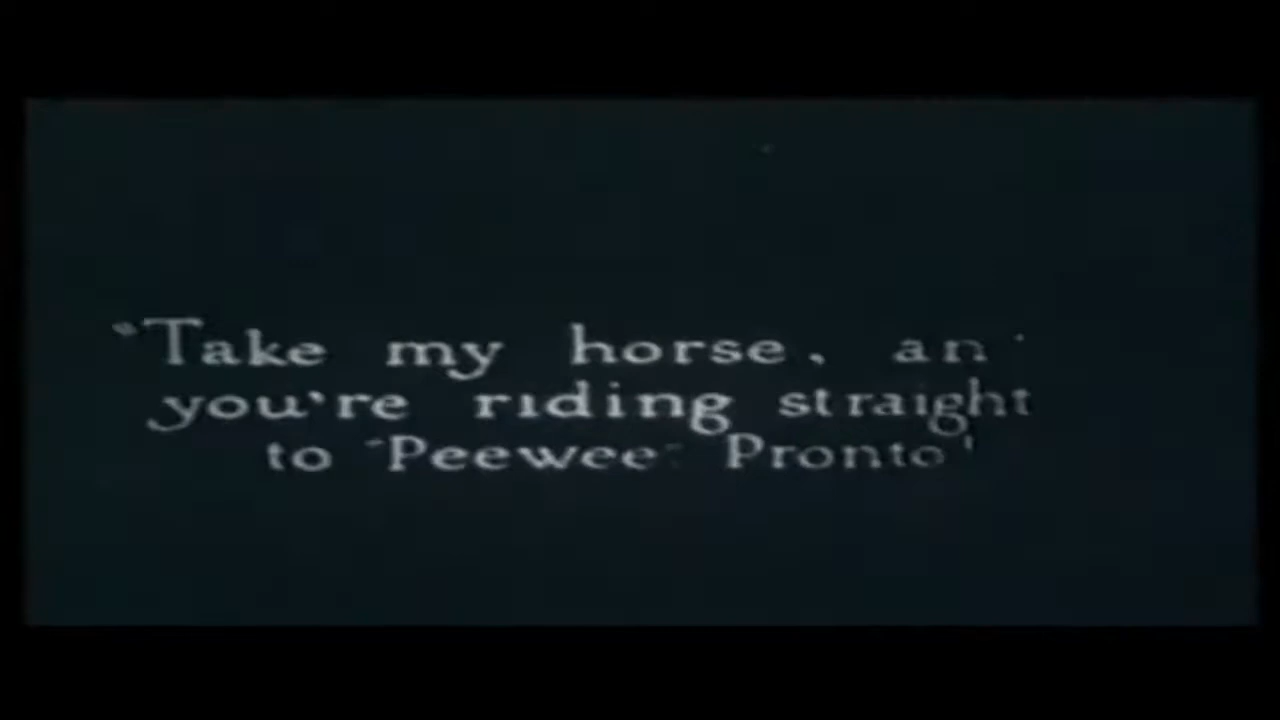 "Take my horse, an'
you're riding straight
to "Peewee" Pronto"